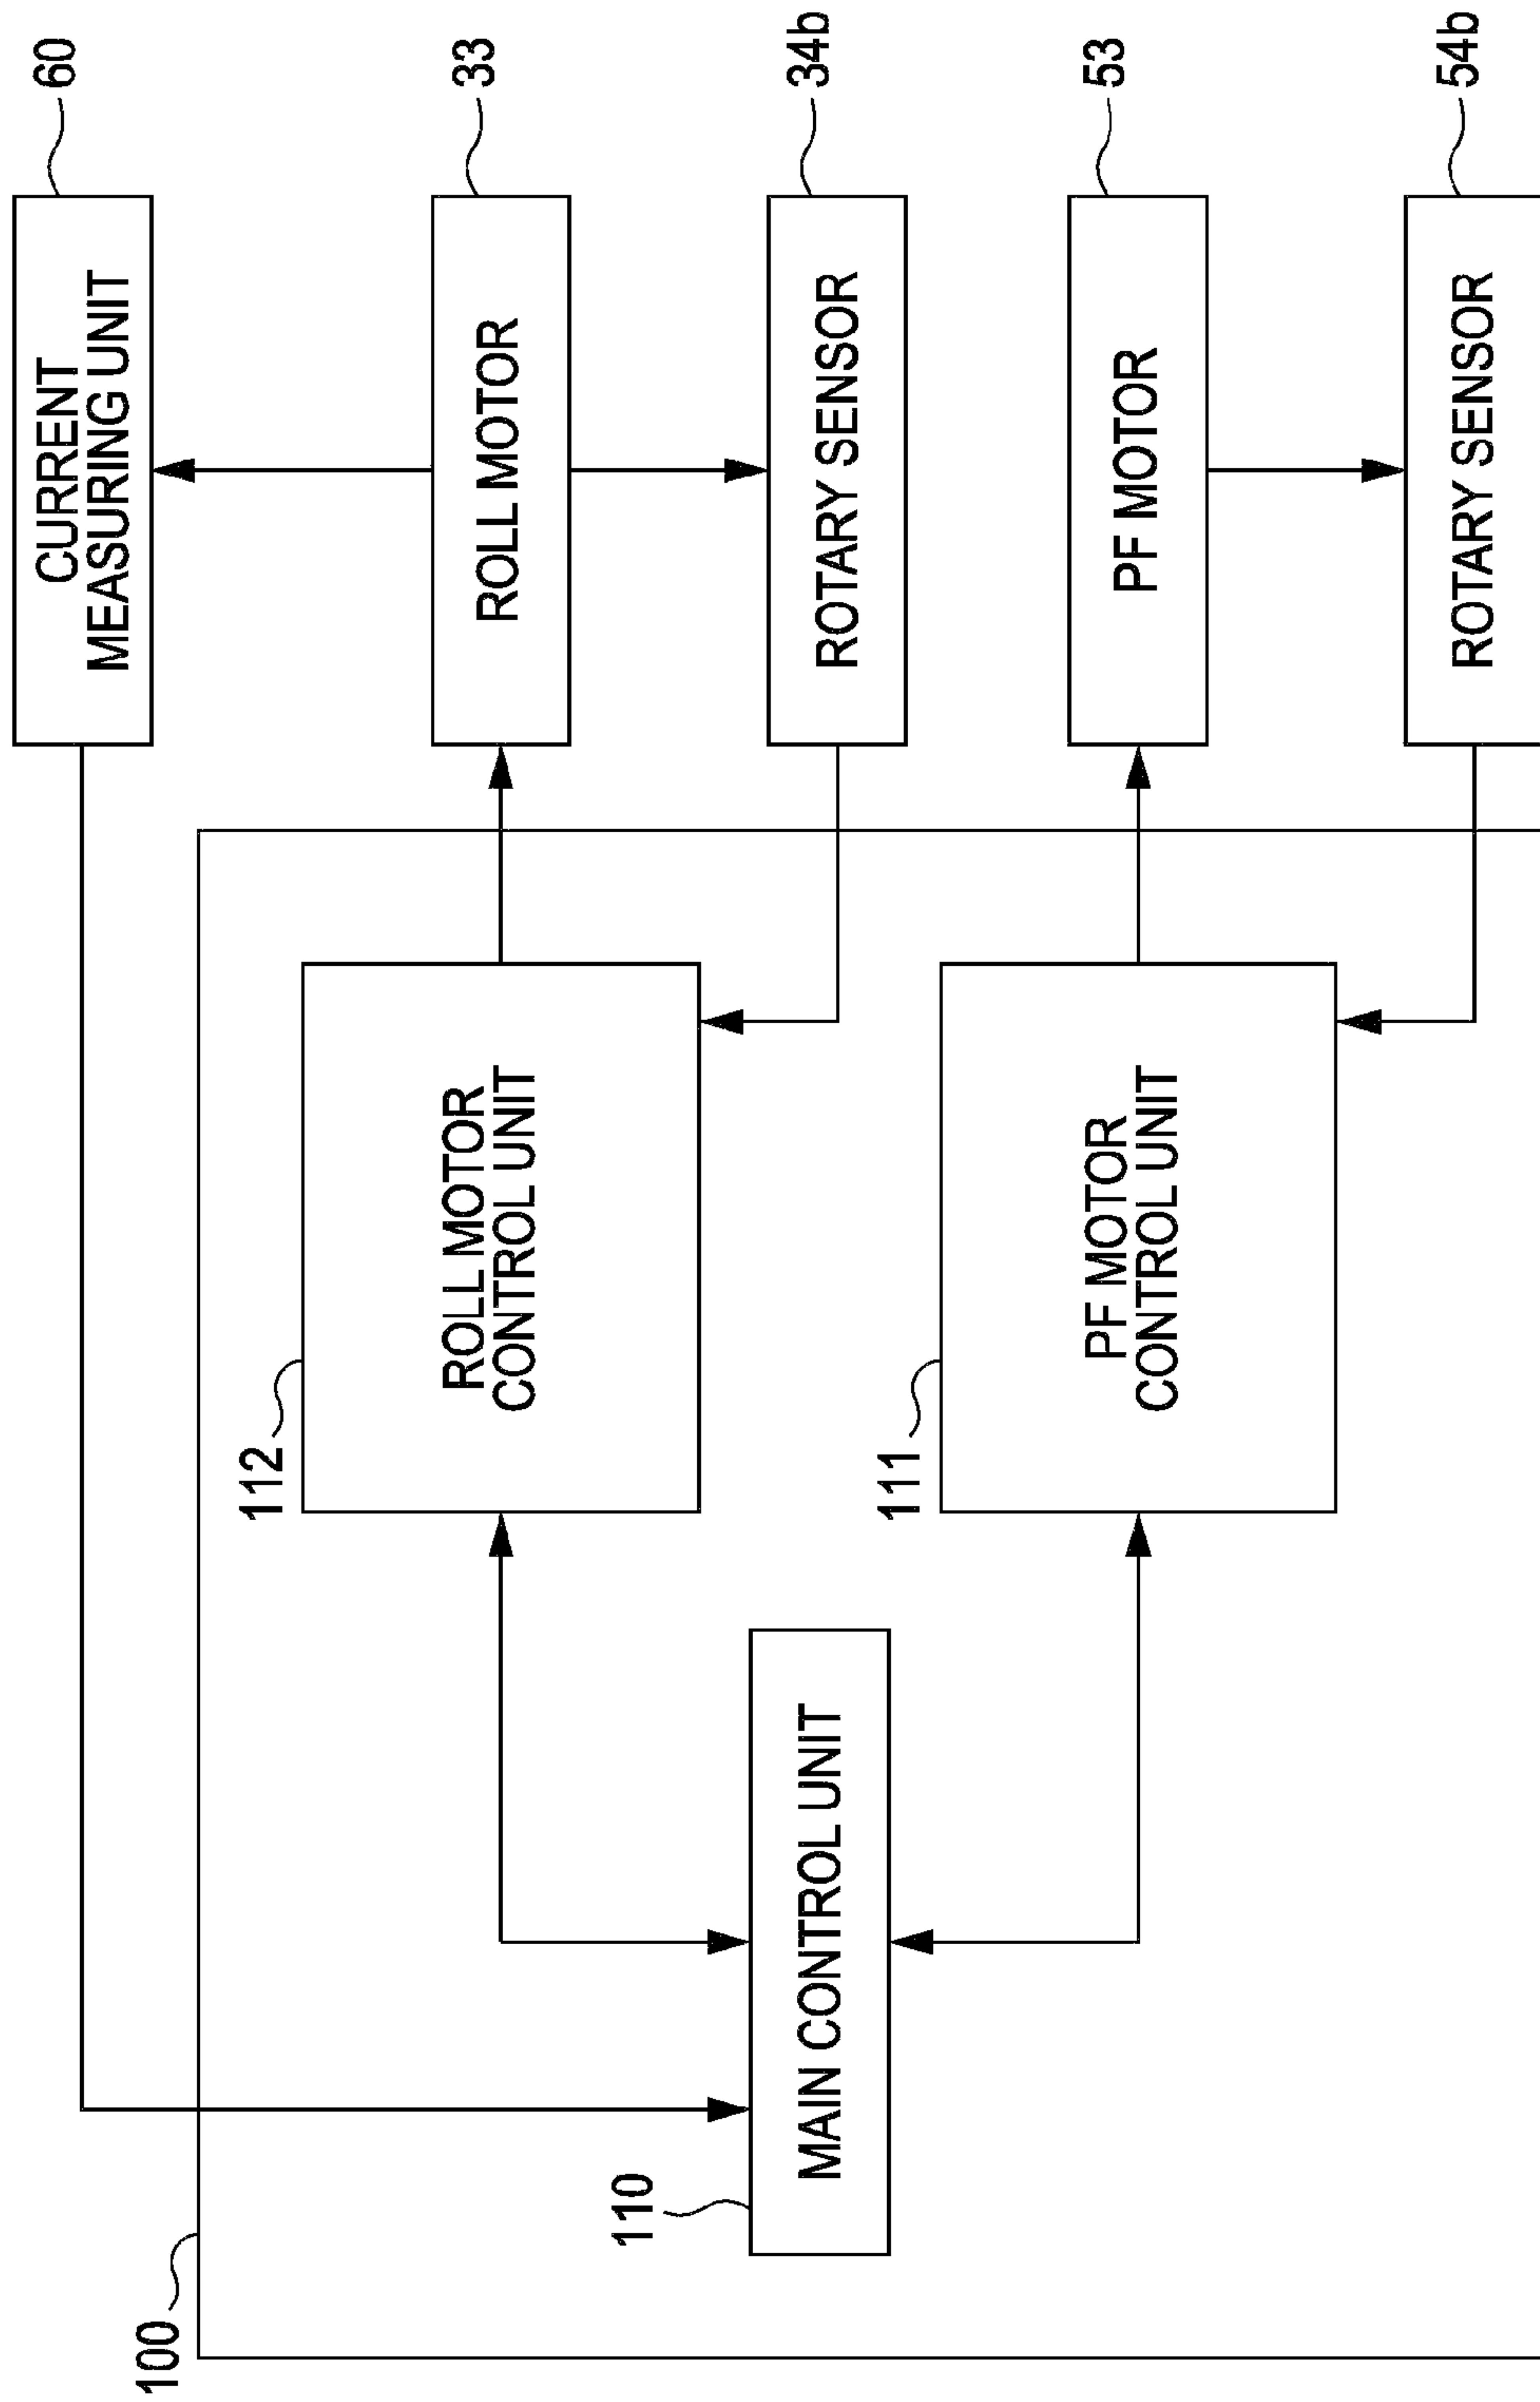 60
CURRENT
MEASURING UNIT
33
ROLL MOTOR
34b
ROTARY SENSOR
53
PF MOTOR
54b
ROTARY SENSOR
112
ROLL MOTOR
CONTROL UNIT
111
PF MOTOR
CONTROL UNIT
110
MAIN CONTROL UNIT
100